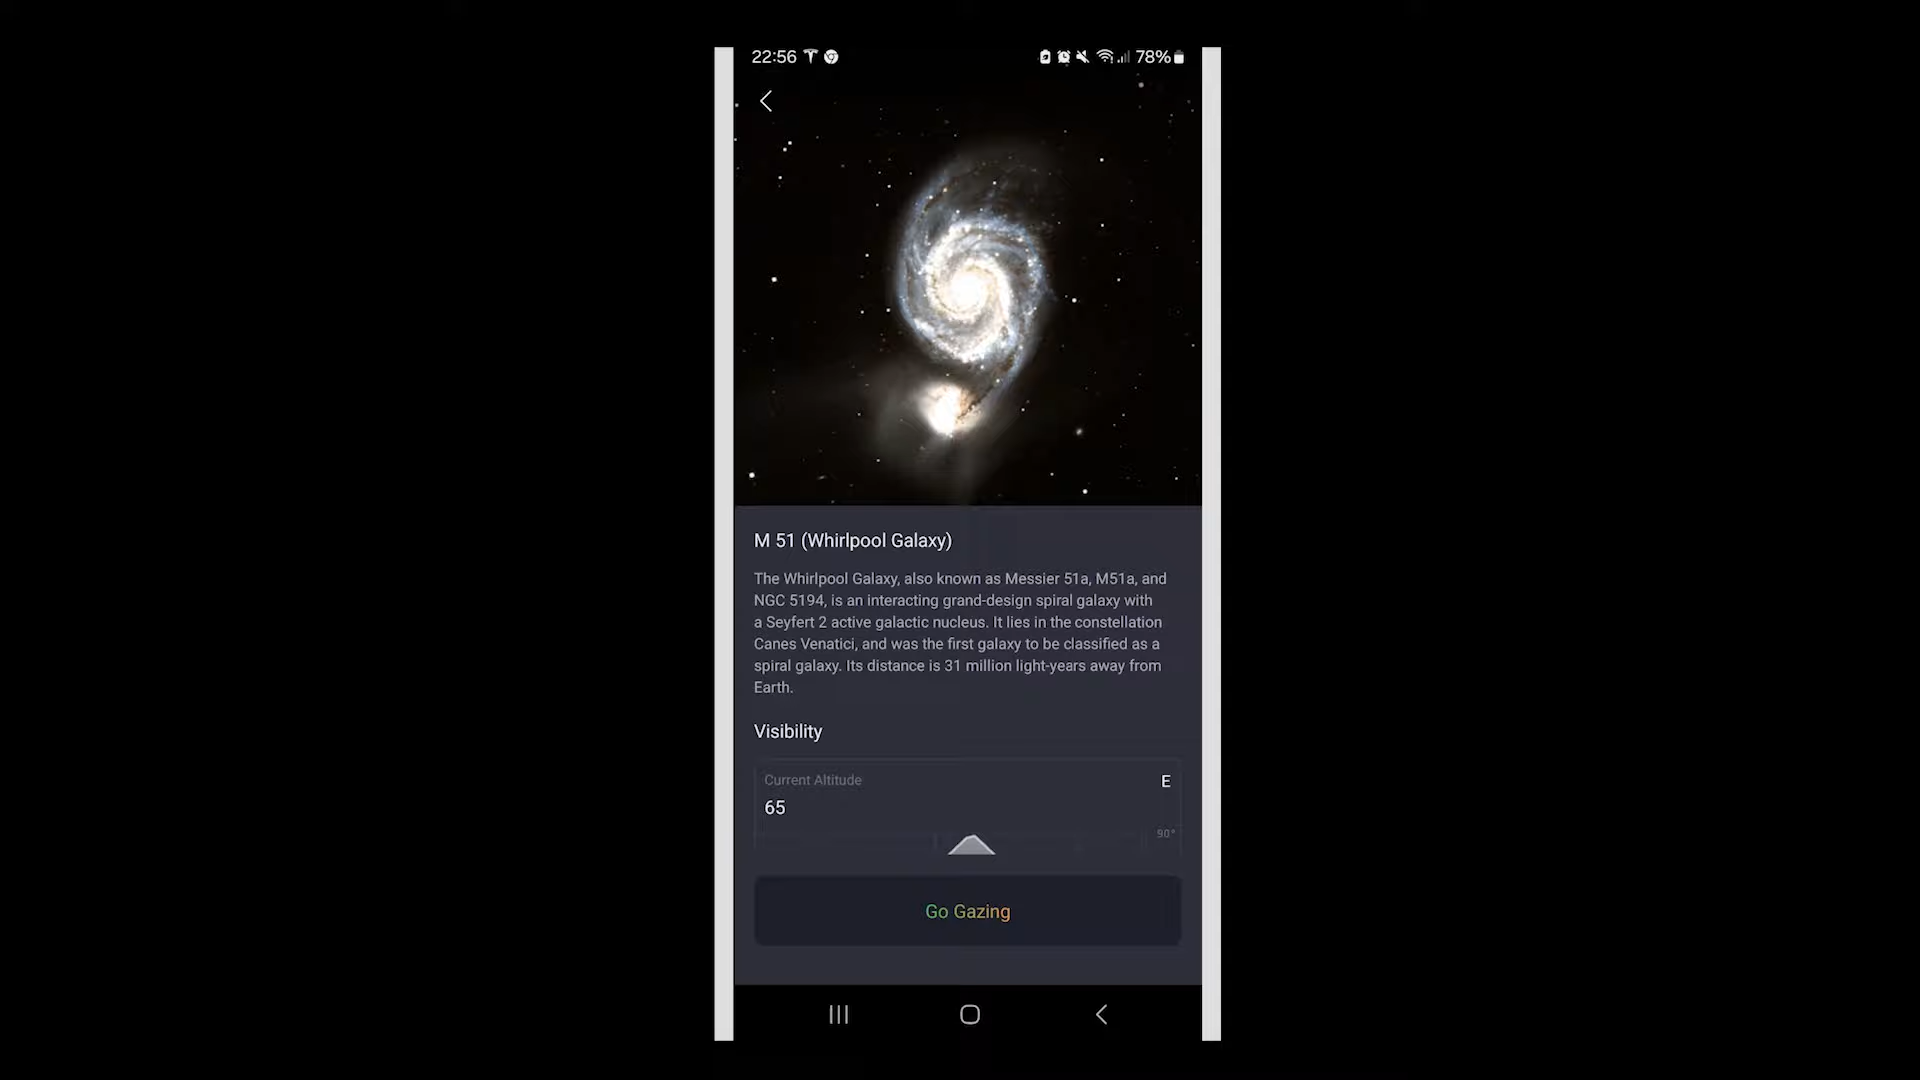 22:56 78%
M 51 (Whirlpool Galaxy)
The Whirlpool Galaxy, also known as Messier 51a, M51a, and
NGC 5194, is an interacting grand-design spiral galaxy with
a Seyfert 2 active galactic nucleus. It lies in the constellation
Canes Venatici, and was the first galaxy to be classified as a
spiral galaxy. Its distance is 31 million light-years away from
Earth.
Visibility
Current Altitude E
65
90°
Go Gazing